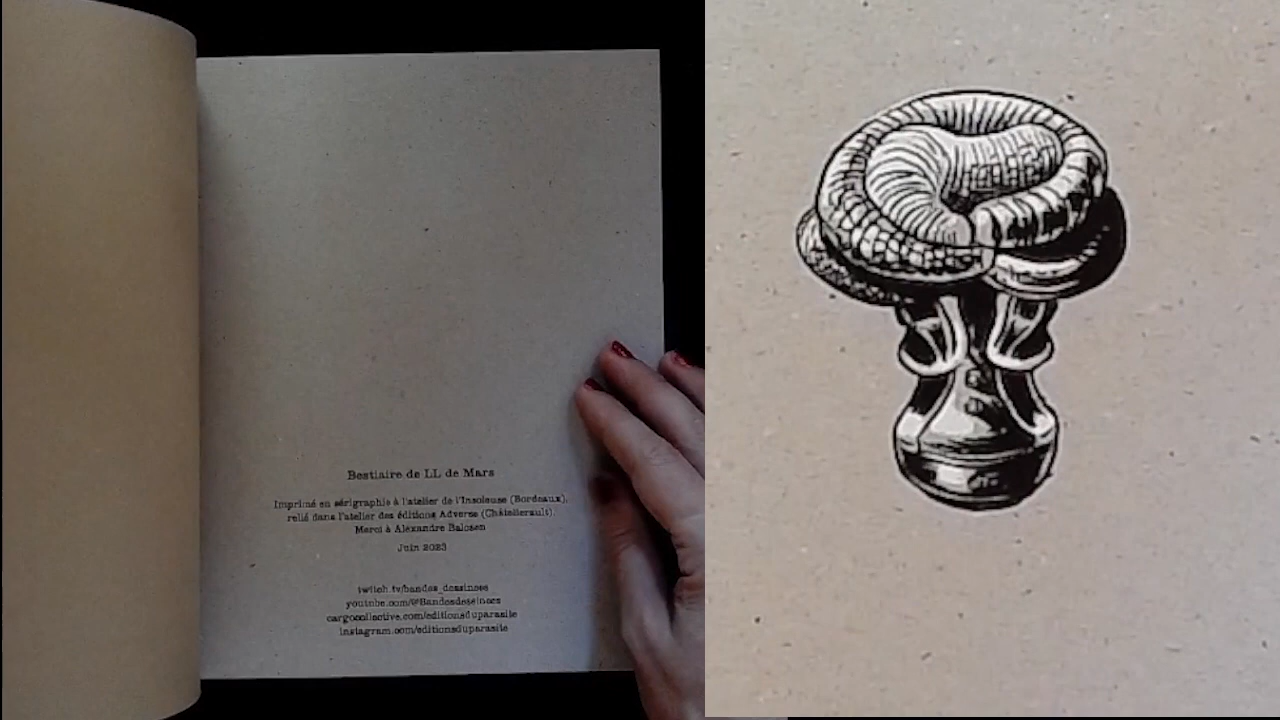 Bestiaire de LL de Mars
Imprimé en sérigraphie à l'atelier de l'Insoleuse (Bordeaux),
relié dans l'atelier des éditions Adverse (Châtellerault).
Merci à Alexandre Balcsen
Juin 2023
twitch.tv/bandes_dessinees
youtube.com/@Bandesdessinees
cargocollective.com/editionsduparasite
instagram.com/editionsduparasite